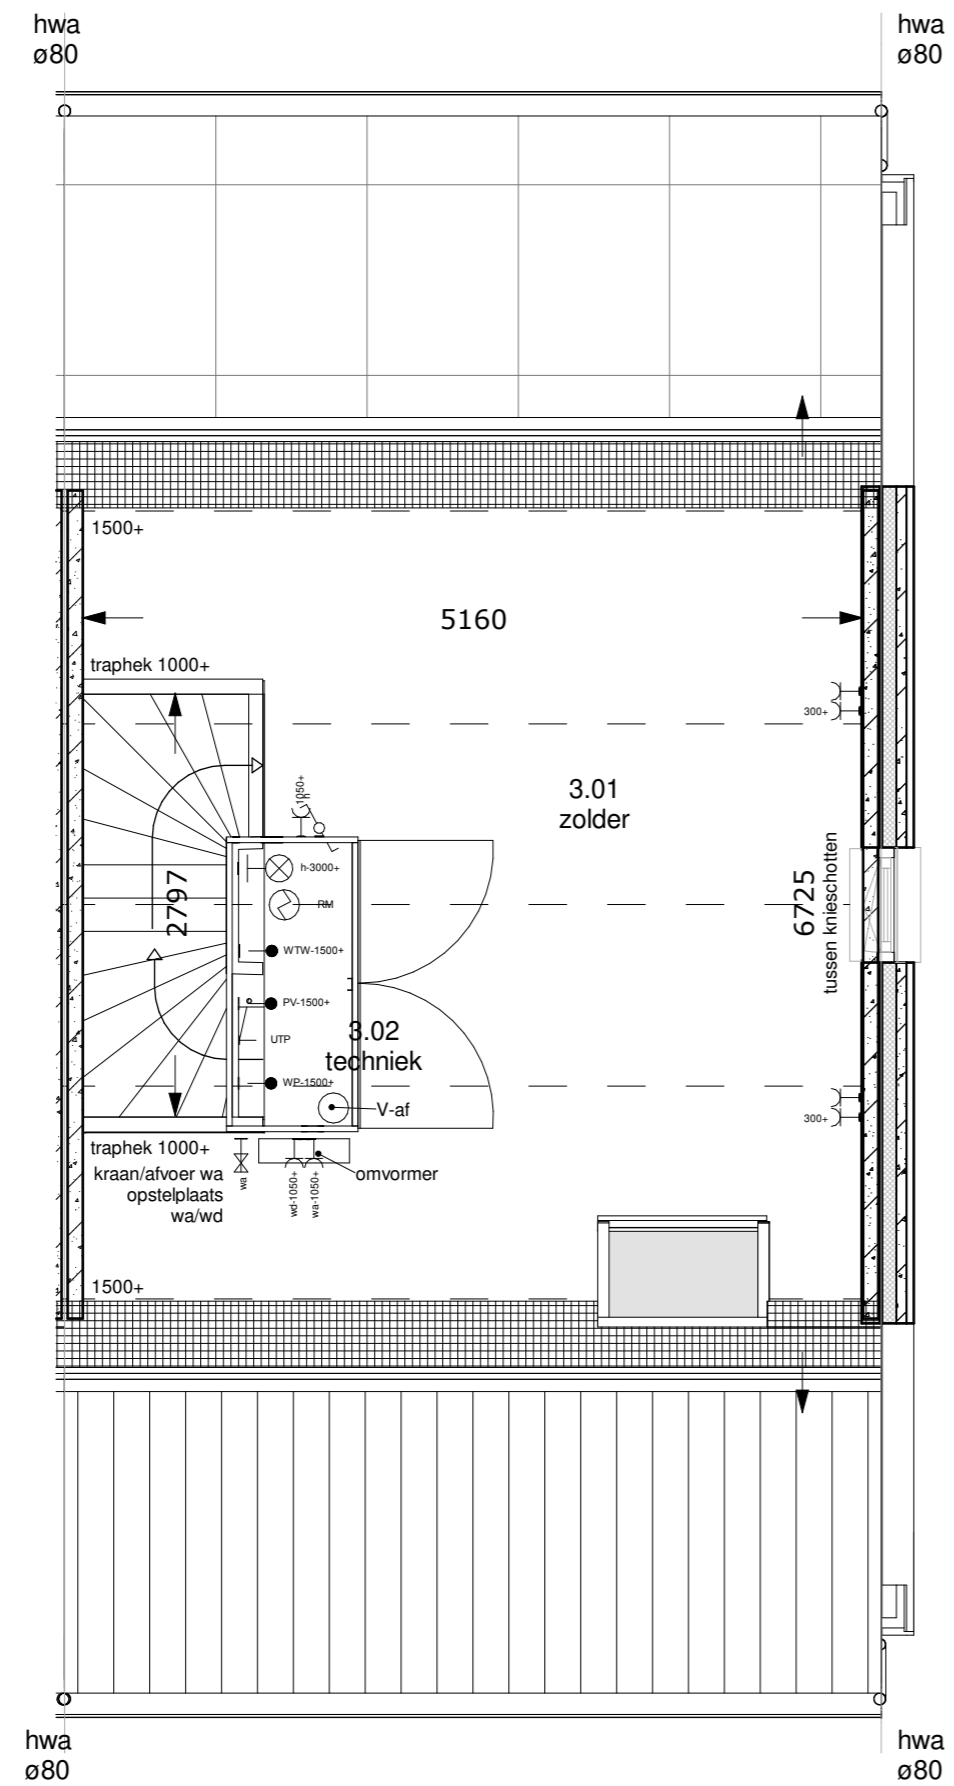 hwa
ø80
hwa
ø80
1500+
5160
traphek 1000+
300+
3.01
zolder
1050+
h-3000+
RM
2797
6725
tussen knieschotten
WTW-1500+
PV-1500+
UTP
3.02
techniek
WP-1500+
V-af
300+
traphek 1000+
kraan/afvoer wa
opstelplaats
wa/wd
wa
wd-1050+
wa-1050+
omvormer
1500+
hwa
ø80
hwa
ø80